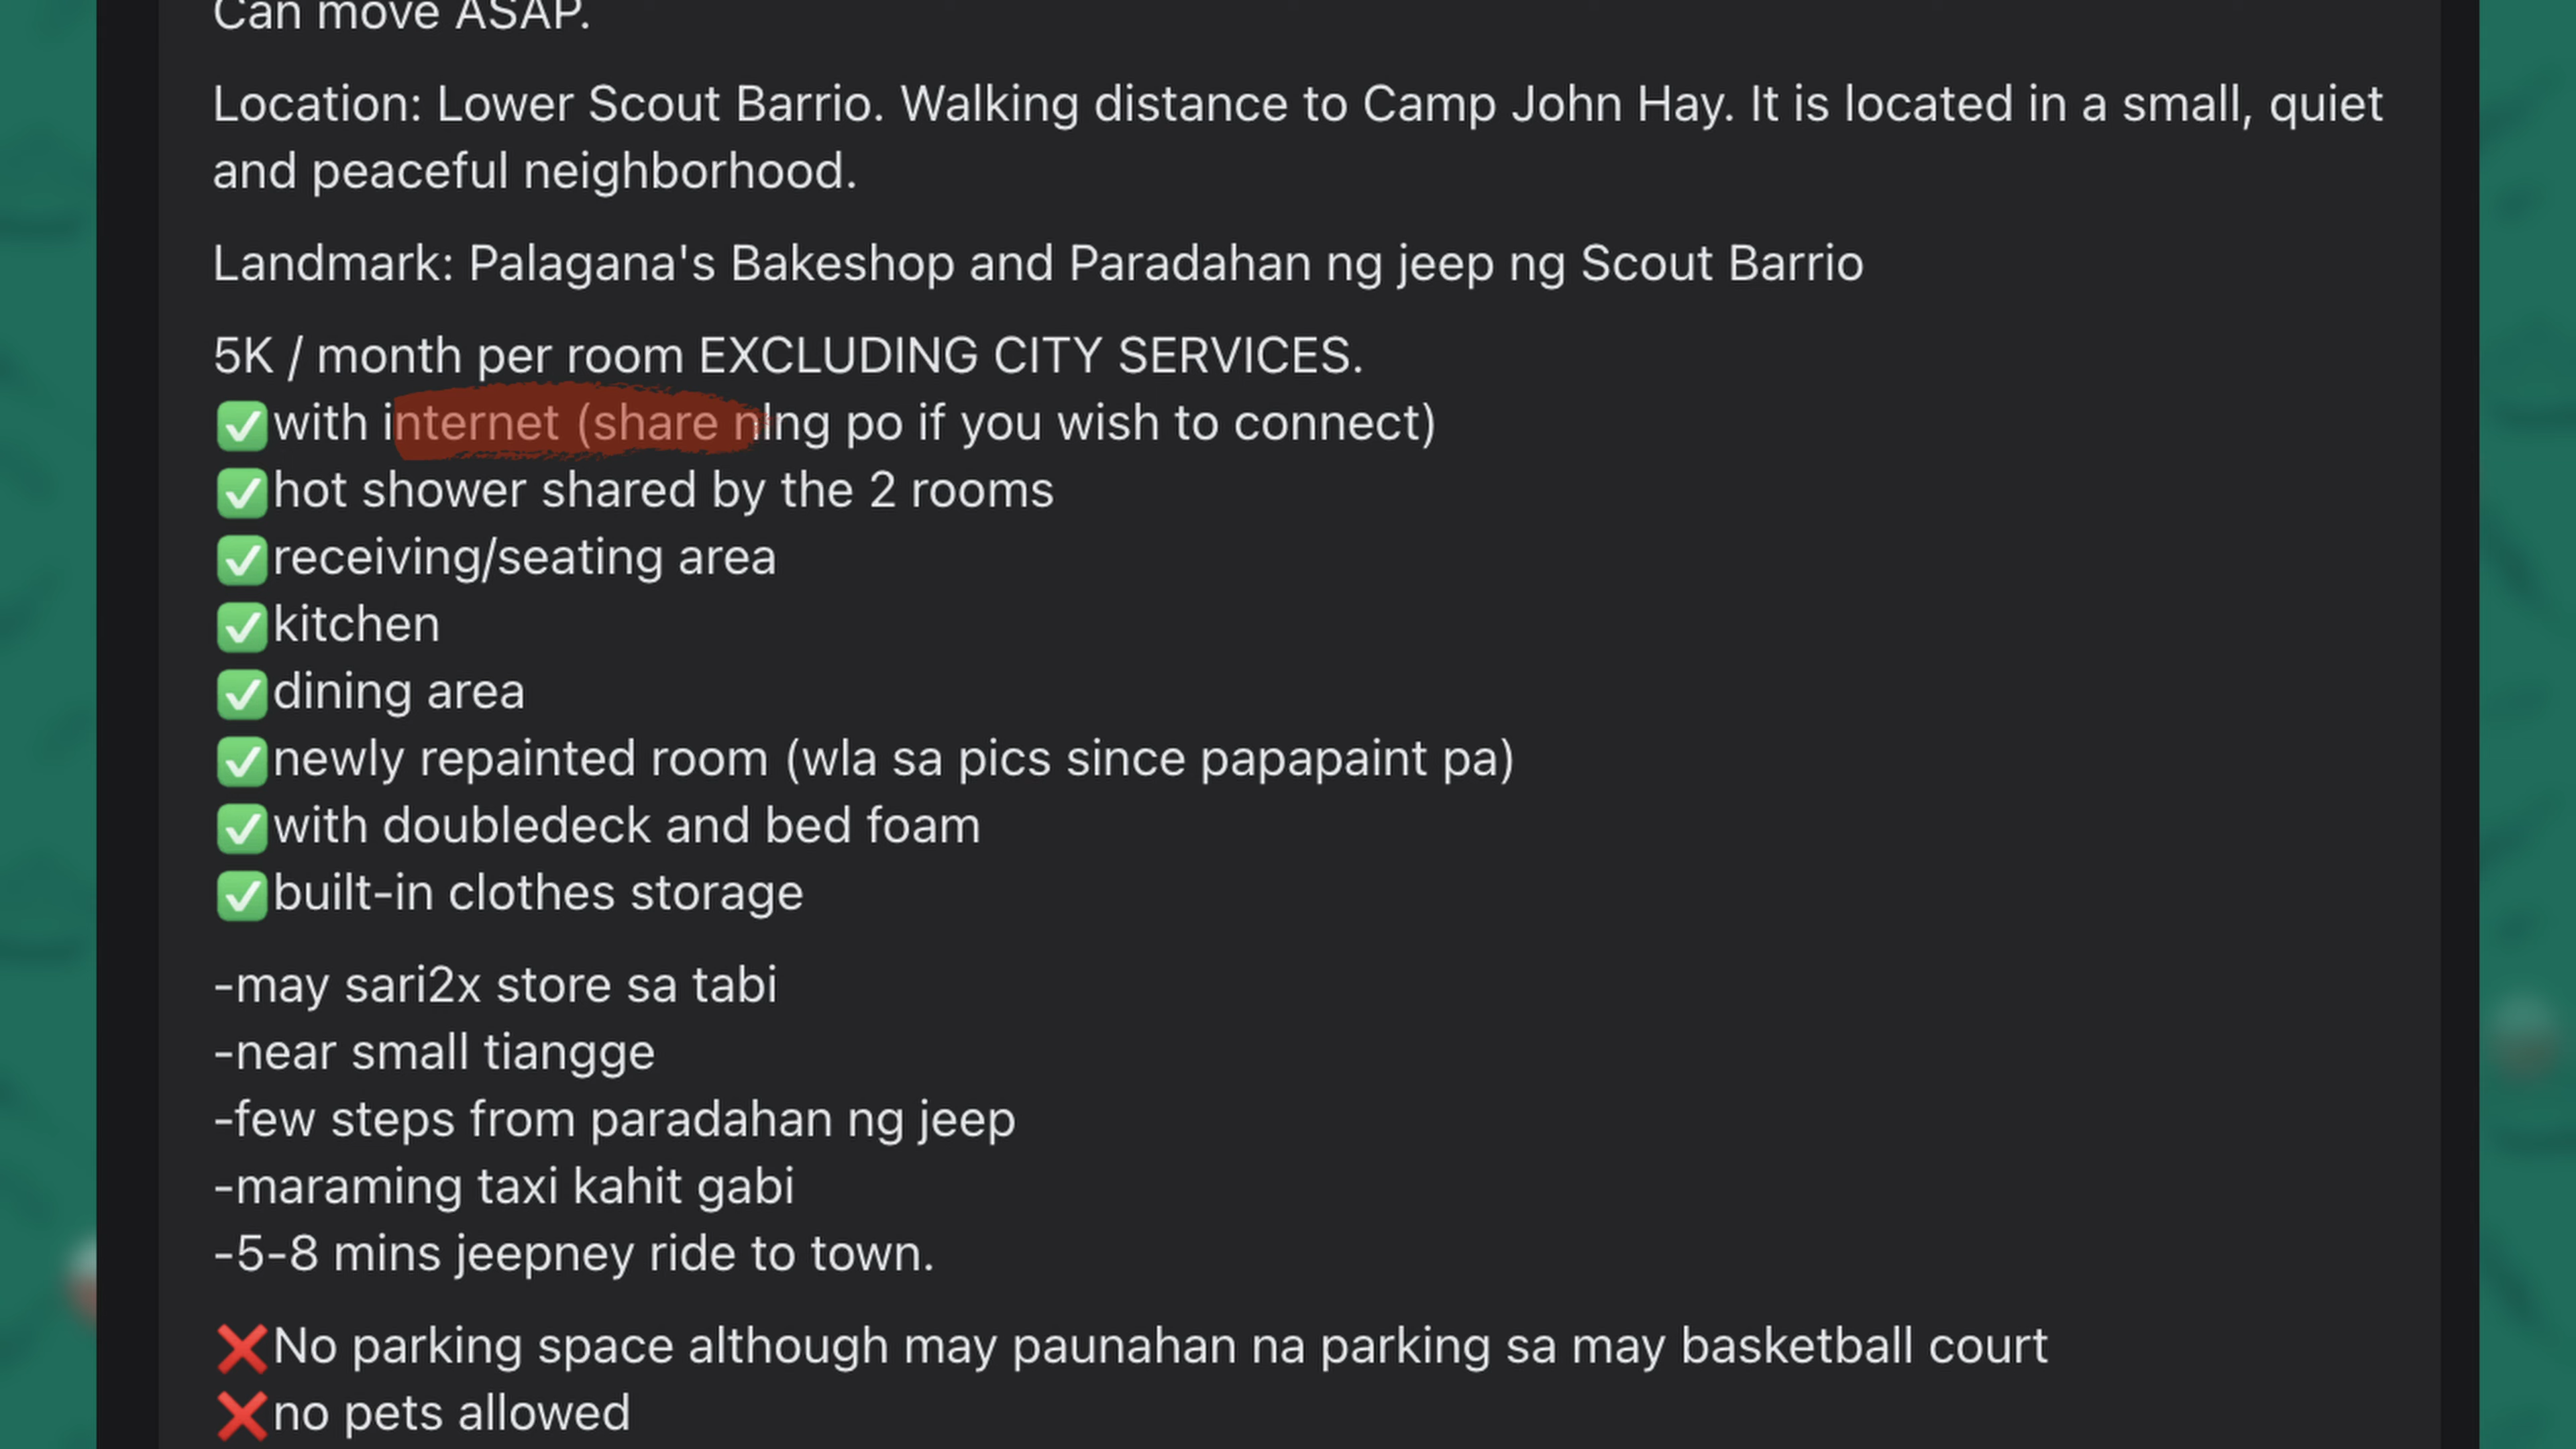 Can move ASAP.
Location: Lower Scout Barrio. Walking distance to Camp John Hay. It is located in a small, quiet
and peaceful neighborhood.
Landmark: Palagana's Bakeshop and Paradahan ng jeep ng Scout Barrio
5K / month per room EXCLUDING CITY SERVICES.
✅with internet (share nlng po if you wish to connect)
✅hot shower shared by the 2 rooms
✅receiving/seating area
✅kitchen
✅dining area
✅newly repainted room (wla sa pics since papapaint pa)
✅with doubledeck and bed foam
✅built-in clothes storage
-may sari2x store sa tabi
-near small tiangge
-few steps from paradahan ng jeep
-maraming taxi kahit gabi
-5-8 mins jeepney ride to town.
❌No parking space although may paunahan na parking sa may basketball court
❌no pets allowed